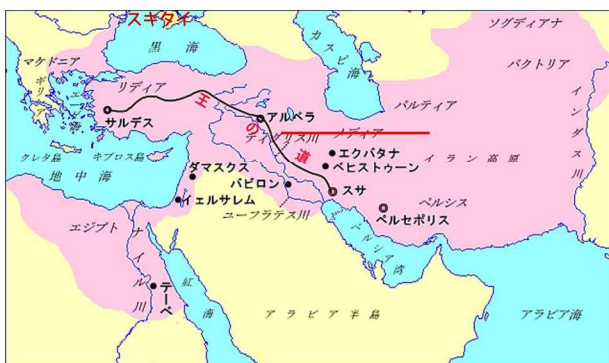 スキタイ
黒海
カスピ海
ソグディアナ
マケドニア
ギリシア
エーゲ海
リディア
バクトリア
サルデス
王の道
アルベラ
パルティア
インダス川
ティグリス川
メディア
クレタ島
キプロス島
地中海
ダマスクス
エクバタナ
ベヒストゥーン
イラン高原
バビロン
スサ
イェルサレム
ユーフラテス川
ペルセポリス
ペルシス
エジプト
ナイル川
ペルシア湾
テーベ
紅海
アラビア半島
アラビア海